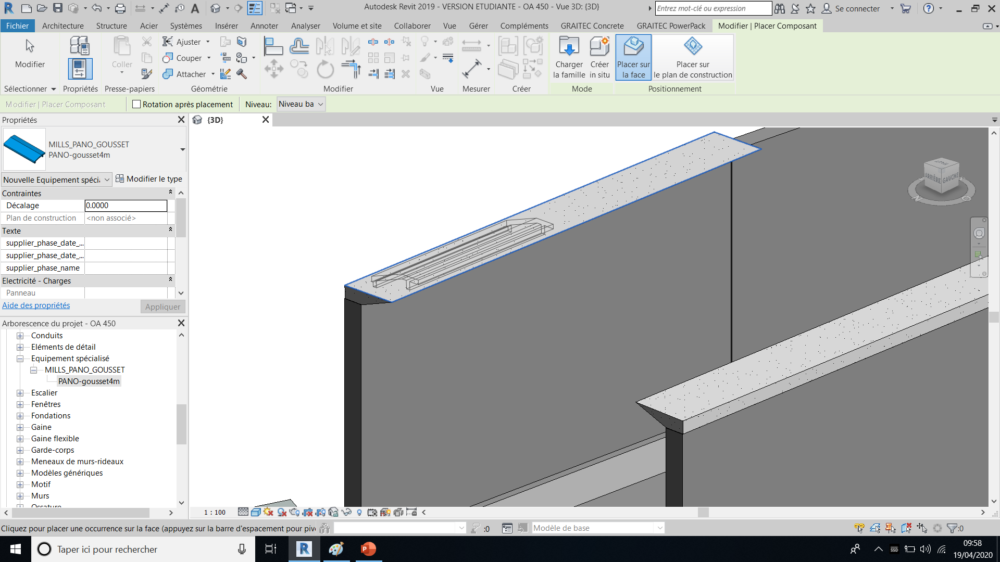 Autodesk Revit 2019 - VERSION ETUDIANTE - OA 450 - Vue 3D: {3D}
Entrez mot-clé ou expression
Se connecter
Fichier
Architecture
Structure
Acier
Systèmes
Insérer
Annoter
Analyser
Volume et site
Collaborer
Vue
Gérer
Compléments
GRAITEC Concrete
GRAITEC PowerPack
Modifier | Placer Composant
Modifier
Coller
Ajuster
Couper
Attacher
Charger
la famille
Créer
in situ
Placer sur
la face
Placer sur
le plan de construction
Sélectionner
Propriétés
Presse-papiers
Géométrie
Modifier
Vue
Mesurer
Créer
Mode
Positionnement
Modifier | Placer Composant
Rotation après placement
Niveau:
Niveau ba
Propriétés
{3D}
MILLS_PANO_GOUSSET
PANO-gousset4m
Nouvelle Equipement spéci
Modifier le type
Contraintes
Décalage
0.0000
Plan de construction
<non associé>
Texte
supplier_phase_date_...
supplier_phase_date_...
supplier_phase_name
Electricité - Charges
Panneau
Aide des propriétés
Appliquer
Arborescence du projet - OA 450
Conduits
Eléments de détail
Equipement spécialisé
MILLS_PANO_GOUSSET
PANO-gousset4m
Escalier
Fenêtres
Fondations
Gaine
Gaine flexible
Garde-corps
Meneaux de murs-rideaux
Modèles génériques
Motif
Murs
Ossature
ARRIÈRE
GAUCHE
HAUT
N
1 : 100
Cliquez pour placer une occurrence sur la face (appuyez sur la barre d'espacement pour piv
:0
Modèle de base
:0
Taper ici pour rechercher
SSD
09:58
19/04/2020